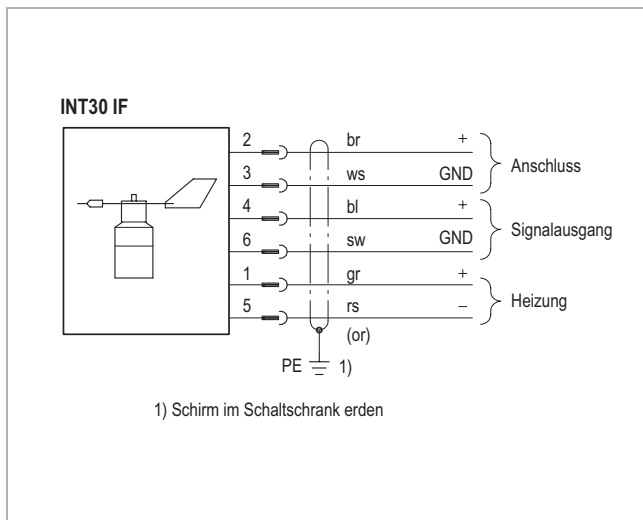 INT30 IF
2 br +
3 ws GND
Anschluss
4 bl +
6 sw GND
Signalausgang
1 gr +
5 rs –
Heizung
(or)
PE 1)
1) Schirm im Schaltschrank erden